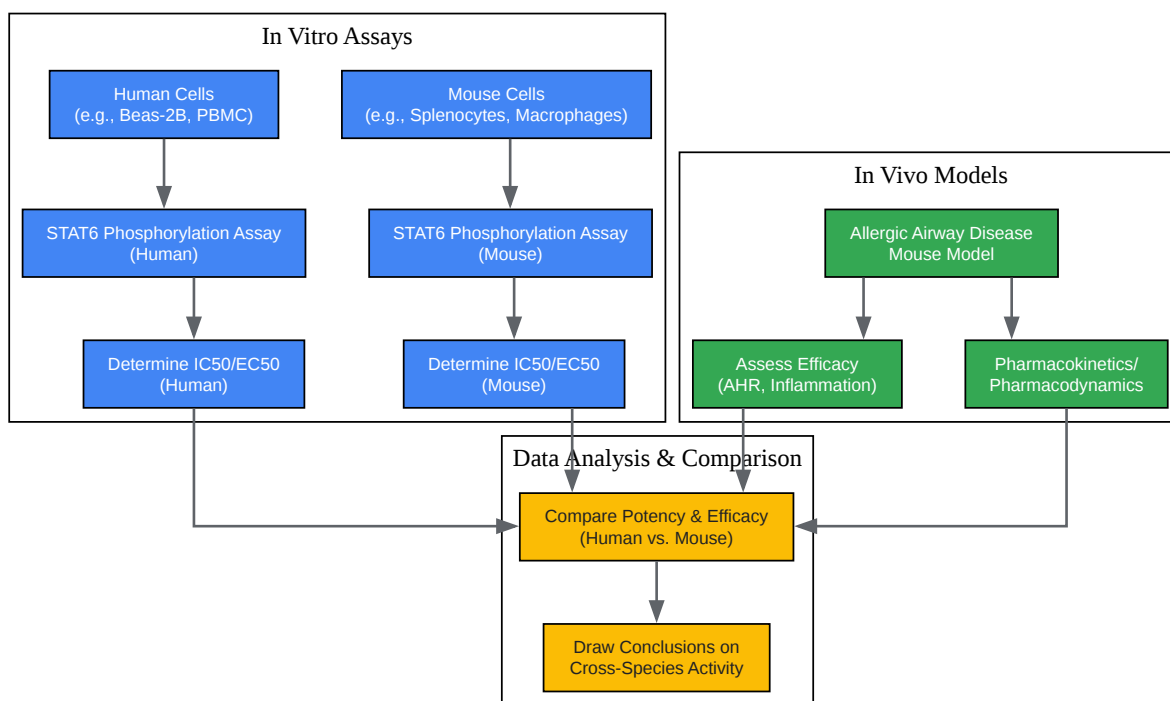 In Vitro Assays
Human Cells
(e.g., Beas-2B, PBMC)
Mouse Cells
(e.g., Splenocytes, Macrophages)
STAT6 Phosphorylation Assay
(Human)
STAT6 Phosphorylation Assay
(Mouse)
Determine IC50/EC50
(Human)
Determine IC50/EC50
(Mouse)
In Vivo Models
Allergic Airway Disease
Mouse Model
Assess Efficacy
(AHR, Inflammation)
Pharmacokinetics/
Pharmacodynamics
Data Analysis & Comparison
Compare Potency & Efficacy
(Human vs. Mouse)
Draw Conclusions on
Cross-Species Activity